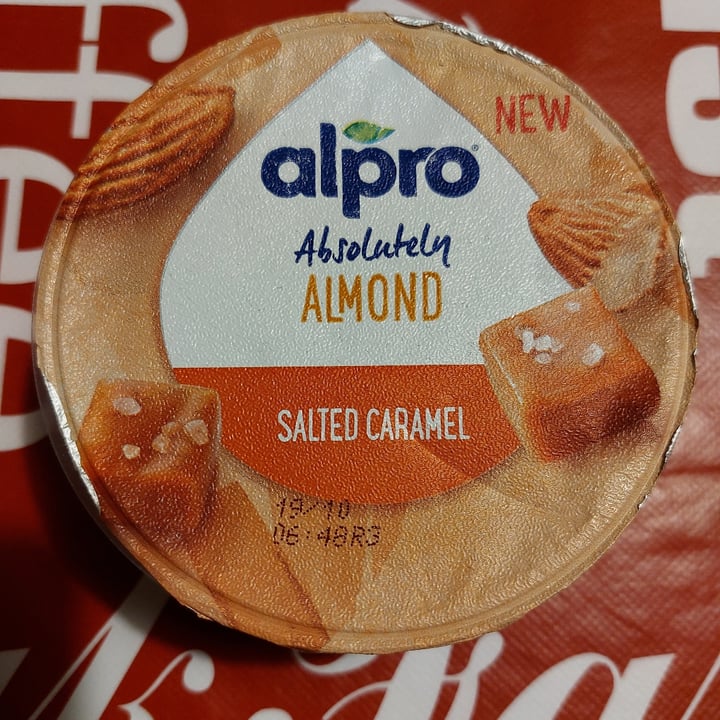 NEW
alpro
Absolutely
ALMOND
SALTED CARAMEL
19/10
06:48R3